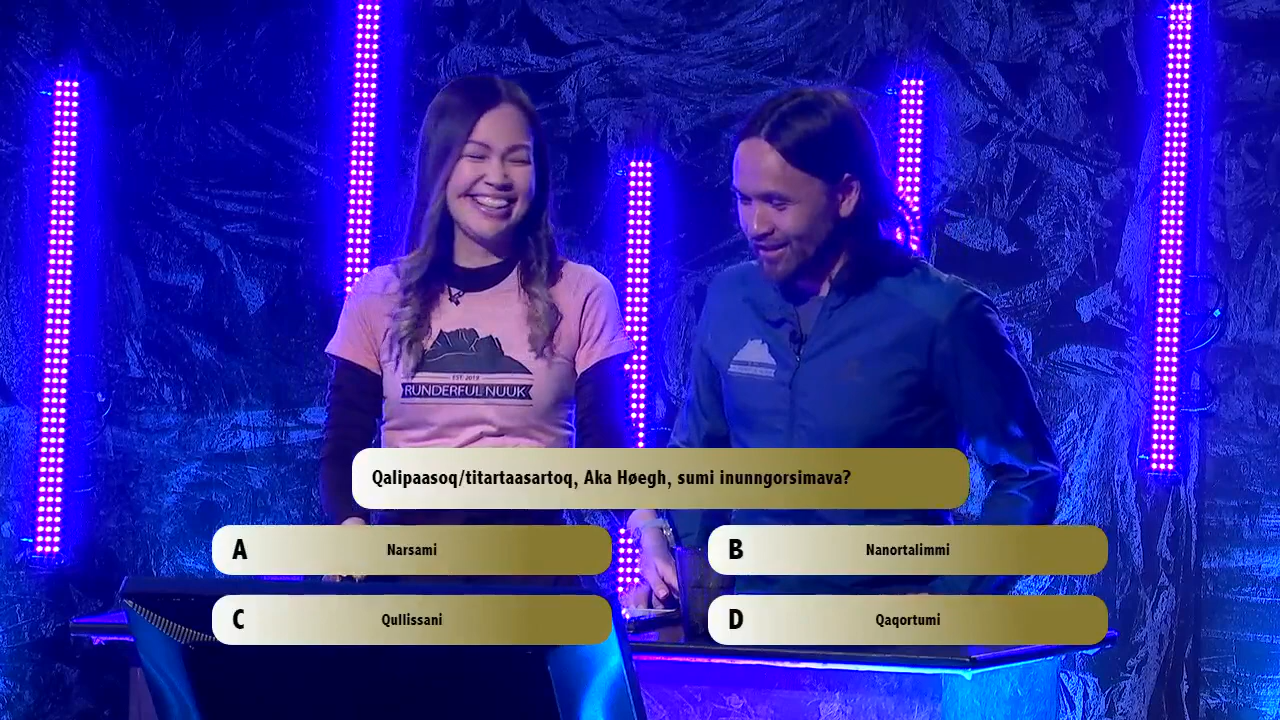 EST. 2019
RUNDERFUL NUUK
Qalipaasoq/titartaasartoq, Aka Høegh, sumi inunngorsimava?
A Narsami
B Nanortalimmi
C Qullissani
D Qaqortumi